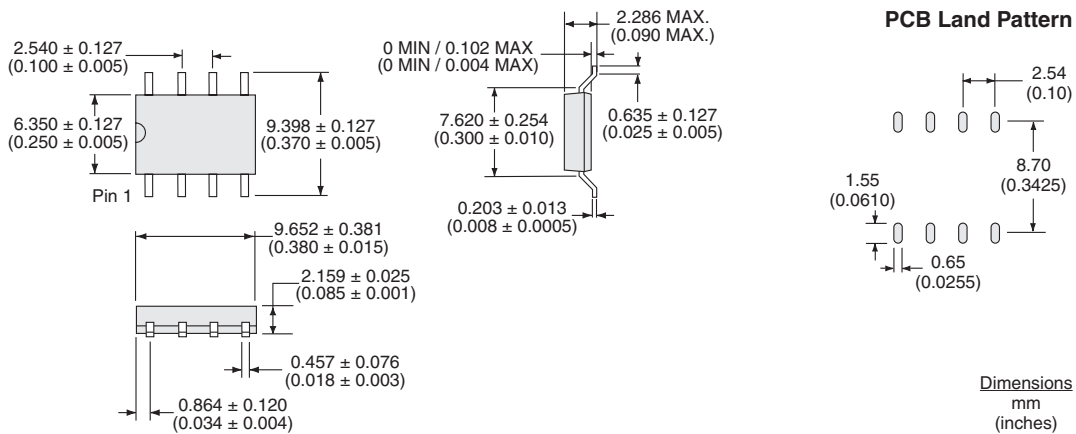 2.540 ± 0.127
(0.100 ± 0.005)
6.350 ± 0.127
(0.250 ± 0.005)
9.398 ± 0.127
(0.370 ± 0.005)
Pin 1
9.652 ± 0.381
(0.380 ± 0.015)
2.159 ± 0.025
(0.085 ± 0.001)
0.457 ± 0.076
(0.018 ± 0.003)
0.864 ± 0.120
(0.034 ± 0.004)
2.286 MAX.
(0.090 MAX.)
0 MIN / 0.102 MAX
(0 MIN / 0.004 MAX)
7.620 ± 0.254
(0.300 ± 0.010)
0.635 ± 0.127
(0.025 ± 0.005)
0.203 ± 0.013
(0.008 ± 0.0005)
PCB Land Pattern
2.54
(0.10)
8.70
(0.3425)
1.55
(0.0610)
0.65
(0.0255)
Dimensions
mm
(inches)